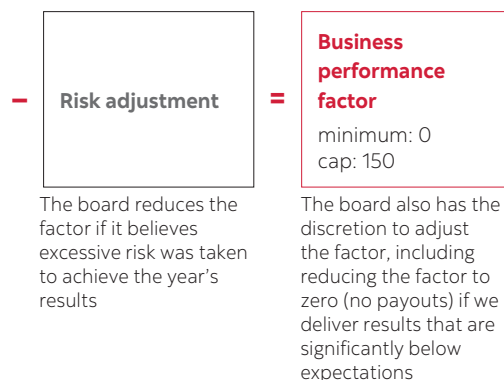 – Risk adjustment =
Business
performance
factor
minimum: 0
cap: 150
The board reduces the
factor if it believes
excessive risk was taken
to achieve the year’s
results
The board also has the
discretion to adjust
the factor, including
reducing the factor to
zero (no payouts) if we
deliver results that are
significantly below
expectations